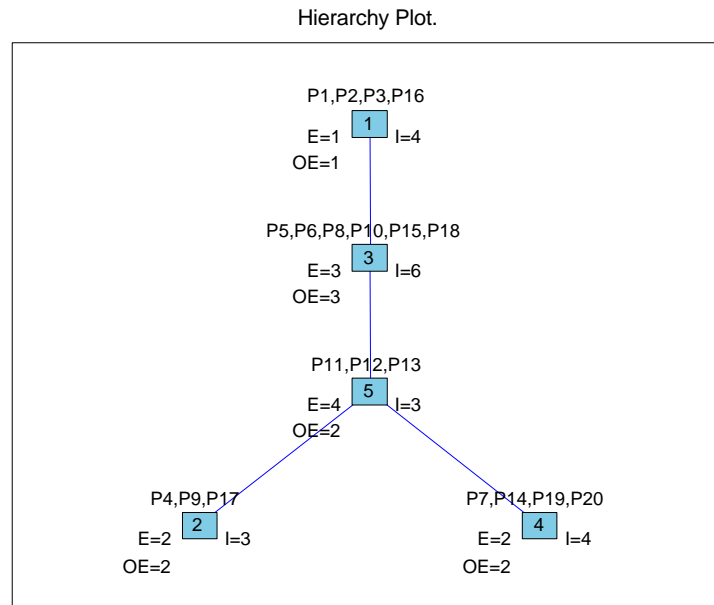 Hierarchy Plot.
P1,P2,P3,P16
1
E=1 I=4
OE=1
P5,P6,P8,P10,P15,P18
3
E=3 I=6
OE=3
P11,P12,P13
5
E=4 I=3
OE=2
P4,P9,P17
2
E=2 I=3
OE=2
P7,P14,P19,P20
4
E=2 I=4
OE=2